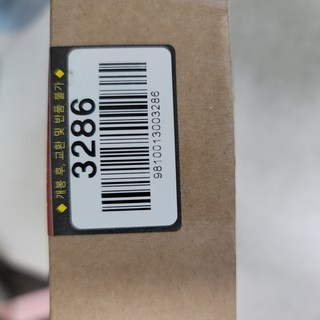 ◆ 개봉 후, 교환 및 반품 불가 ◆
3286
9810013003286